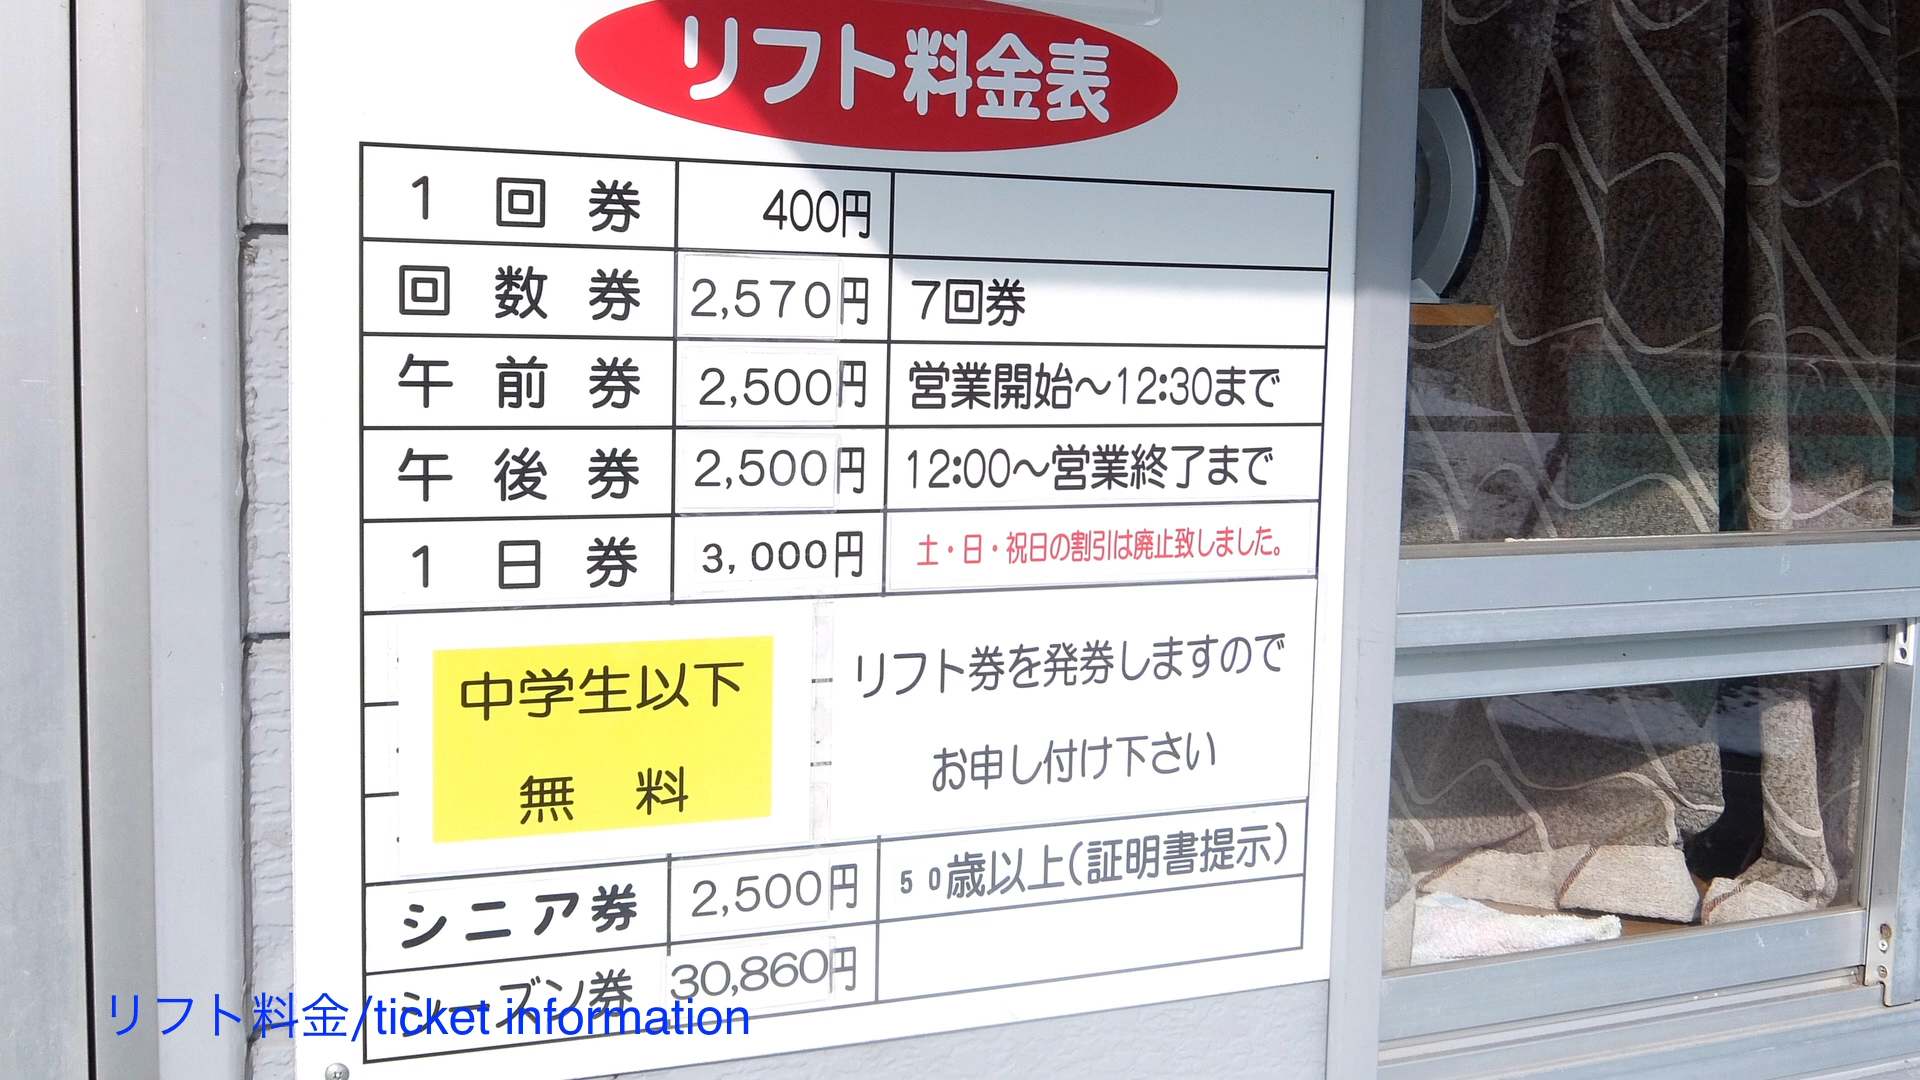 リフト料金表
1回券 400円
回数券 2,570円 7回券
午前券 2,500円 営業開始～12:30まで
午後券 2,500円 12:00～営業終了まで
1日券 3,000円 土・日・祝日の割引は廃止致しました。
中学生以下 リフト券を発券しますので
無料 お申し付け下さい
シニア券 2,500円 50歳以上(証明書提示)
シーズン券 30,860円
リフト料金/ticket information